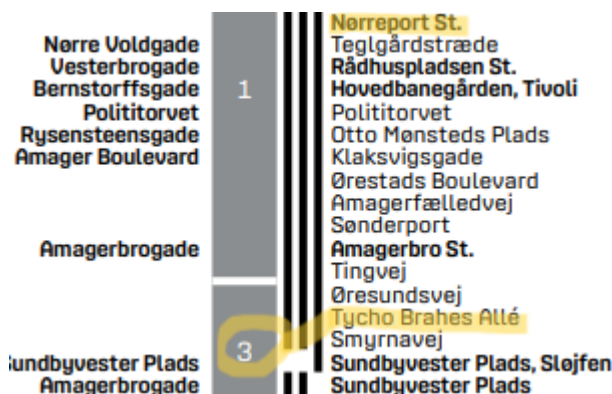 Nørreport St.
Nørre Voldgade Teglgårdstræde
Vesterbrogade Rådhuspladsen St.
Bernstorffsgade 1 Hovedbanegården, Tivoli
Polititorvet Polititorvet
Rysensteensgade Otto Mønsteds Plads
Amager Boulevard Klaksvigsgade
Ørestads Boulevard
Amagerfælledvej
Sønderport
Amagerbrogade Amagerbro St.
Tingvej
Øresundsvej
Tycho Brahes Allé
3 Smyrnavej
Sundbyvester Plads Sundbyvester Plads, Sløjfen
Amagerbrogade Sundbyvester Plads